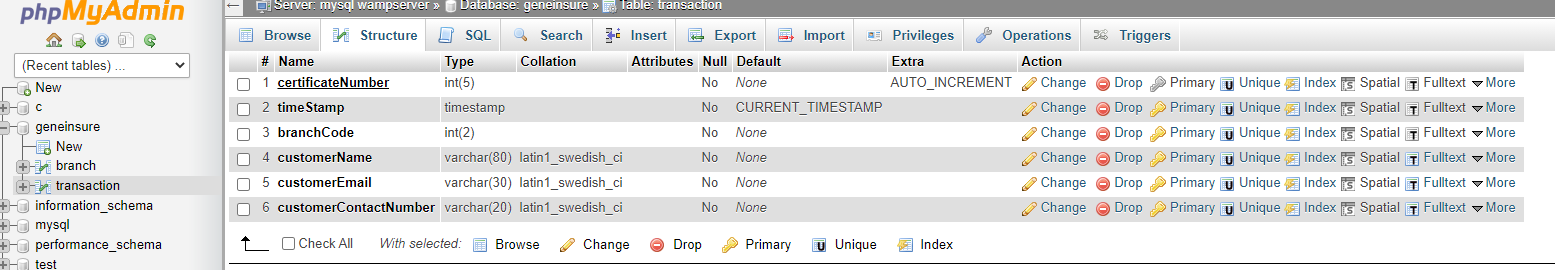 phpMyAdmin
(Recent tables) ...
New
c
geneinsure
New
branch
transaction
information_schema
mysql
performance_schema
test
Server: mysql wampserver » Database: geneinsure » Table: transaction
Browse Structure SQL Search Insert Export Import Privileges Operations Triggers
# Name Type Collation Attributes Null Default Extra Action
1 certificateNumber int(5) No None AUTO_INCREMENT Change Drop Primary Unique Index Spatial Fulltext More
2 timeStamp timestamp No CURRENT_TIMESTAMP Change Drop Primary Unique Index Spatial Fulltext More
3 branchCode int(2) No None Change Drop Primary Unique Index Spatial Fulltext More
4 customerName varchar(80) latin1_swedish_ci No None Change Drop Primary Unique Index Spatial Fulltext More
5 customerEmail varchar(30) latin1_swedish_ci No None Change Drop Primary Unique Index Spatial Fulltext More
6 customerContactNumber varchar(20) latin1_swedish_ci No None Change Drop Primary Unique Index Spatial Fulltext More
Check All With selected: Browse Change Drop Primary Unique Index